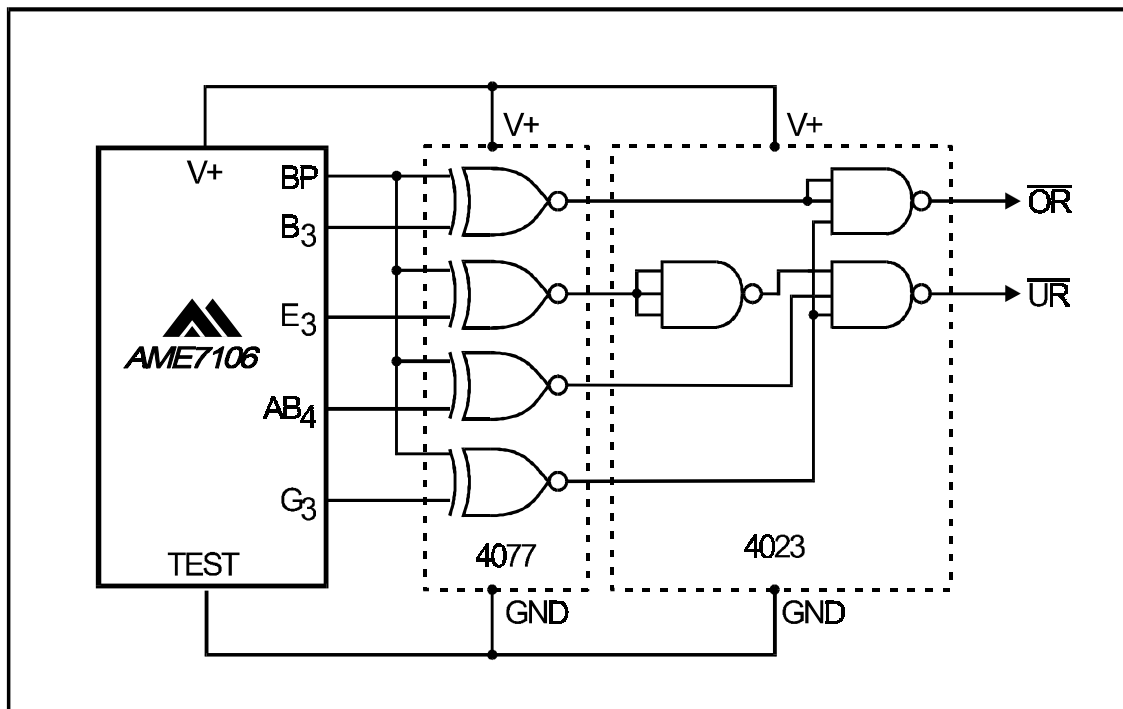 V+
V+
V+
BP
B3
E3
AB4
G3
AME7106
TEST
4077
4023
GND
GND
OR
UR